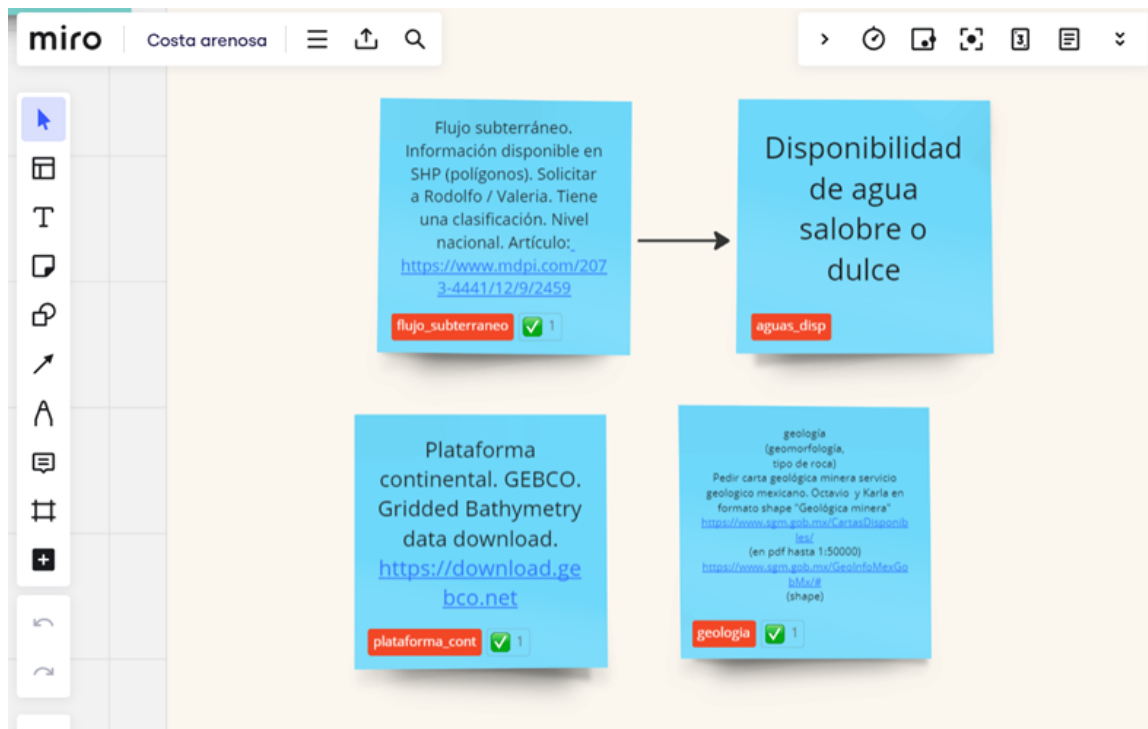 miro
Costa arenosa
Flujo subterráneo.
Información disponible en
SHP (polígonos). Solicitar
a Rodolfo / Valeria. Tiene
una clasificación. Nivel
nacional. Artículo:
https://www.mdpi.com/207
3-4441/12/9/2459
flujo_subterraneo
1
Disponibilidad
de agua
salobre o
dulce
aguas_disp
Plataforma
continental. GEBCO.
Gridded Bathymetry
data download.
https://download.ge
bco.net
plataforma_cont
1
geología
(geomorfología,
tipo de roca)
Pedir carta geológica minera servicio
geologico mexicano. Octavio y Karla en
formato shape "Geológica minera"
https://www.sgm.gob.mx/CartasDisponib
les/
(en pdf hasta 1:50000)
https://www.sgm.gob.mx/GeoInfoMexGo
bMx/#
(shape)
geologia
1